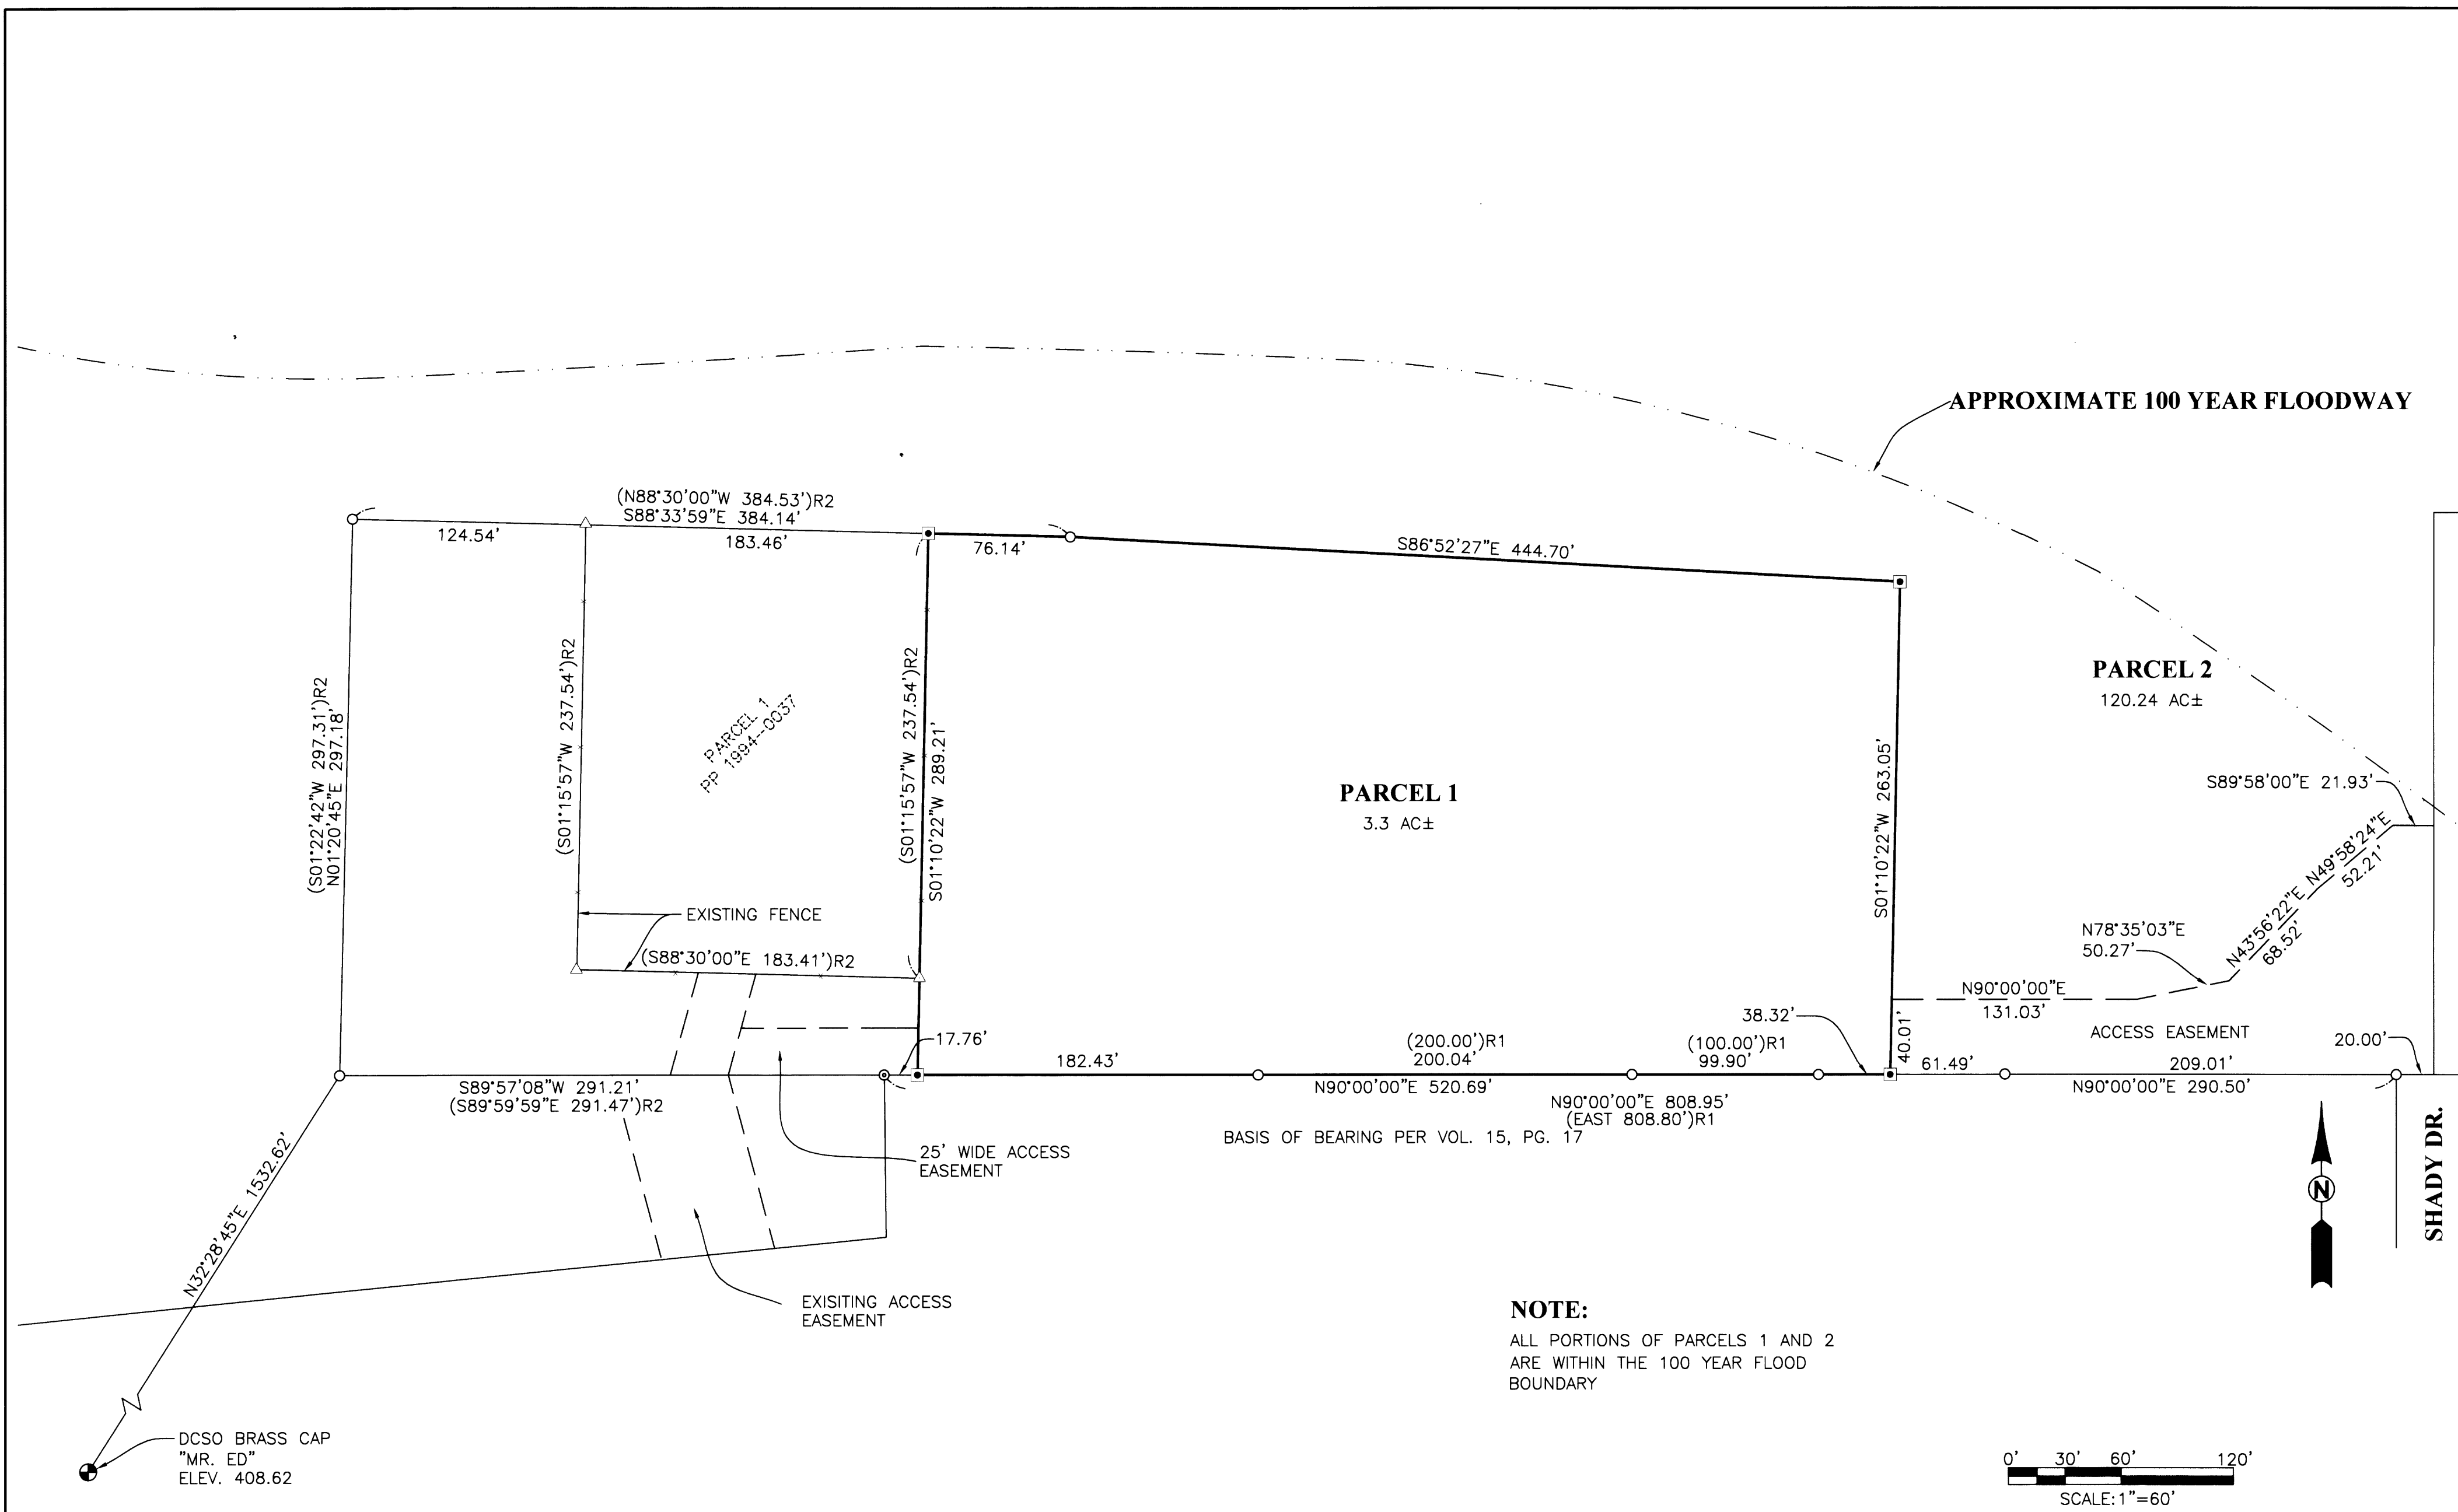 APPROXIMATE 100 YEAR FLOODWAY
(N88°30'00"W 384.53')R2
S88°33'59"E 384.14'
124.54'
183.46'
76.14'
S86°52'27"E 444.70'
(S01°22'42"W 297.31')R2
N01°20'45"E 297.18'
(S01°15'57"W 237.54')R2
PARCEL 1
PP 1994-0037
(S01°15'57"W 237.54')R2
S01°10'22"W 289.21'
PARCEL 1
3.3 AC±
S01°10'22"W 263.05'
PARCEL 2
120.24 AC±
S89°58'00"E 21.93'
N49°58'24"E
52.21'
N43°56'22"E
68.52'
N78°35'03"E
50.27'
N90°00'00"E
131.03'
ACCESS EASEMENT
EXISTING FENCE
(S88°30'00"E 183.41')R2
17.76'
182.43'
(200.00')R1
200.04'
(100.00')R1
99.90'
38.32'
40.01'
61.49'
209.01'
20.00'
S89°57'08"W 291.21'
(S89°59'59"E 291.47')R2
N90°00'00"E 520.69'
N90°00'00"E 808.95'
(EAST 808.80')R1
BASIS OF BEARING PER VOL. 15, PG. 17
N90°00'00"E 290.50'
SHADY DR.
N
25' WIDE ACCESS
EASEMENT
N32°28'45"E 1532.62'
EXISITING ACCESS
EASEMENT
NOTE:
ALL PORTIONS OF PARCELS 1 AND 2
ARE WITHIN THE 100 YEAR FLOOD
BOUNDARY
DCSO BRASS CAP
"MR. ED"
ELEV. 408.62
0' 30' 60' 120'
SCALE: 1"=60'